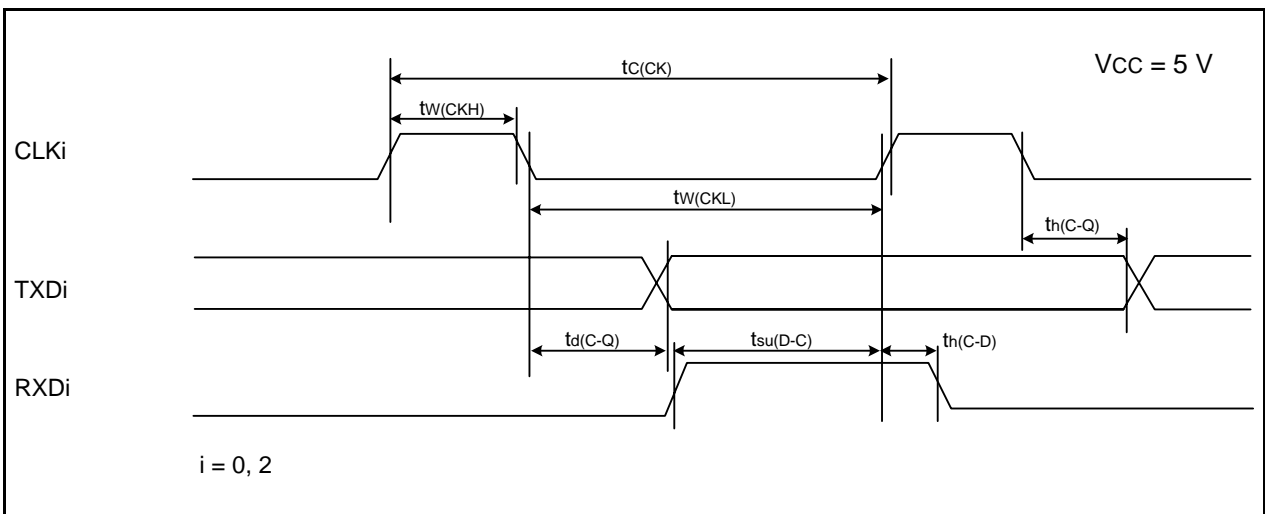 tC(CK)
VCC = 5 V
tW(CKH)
CLKi
tW(CKL)
th(C-Q)
TXDi
td(C-Q)
tsu(D-C)
th(C-D)
RXDi
i = 0, 2